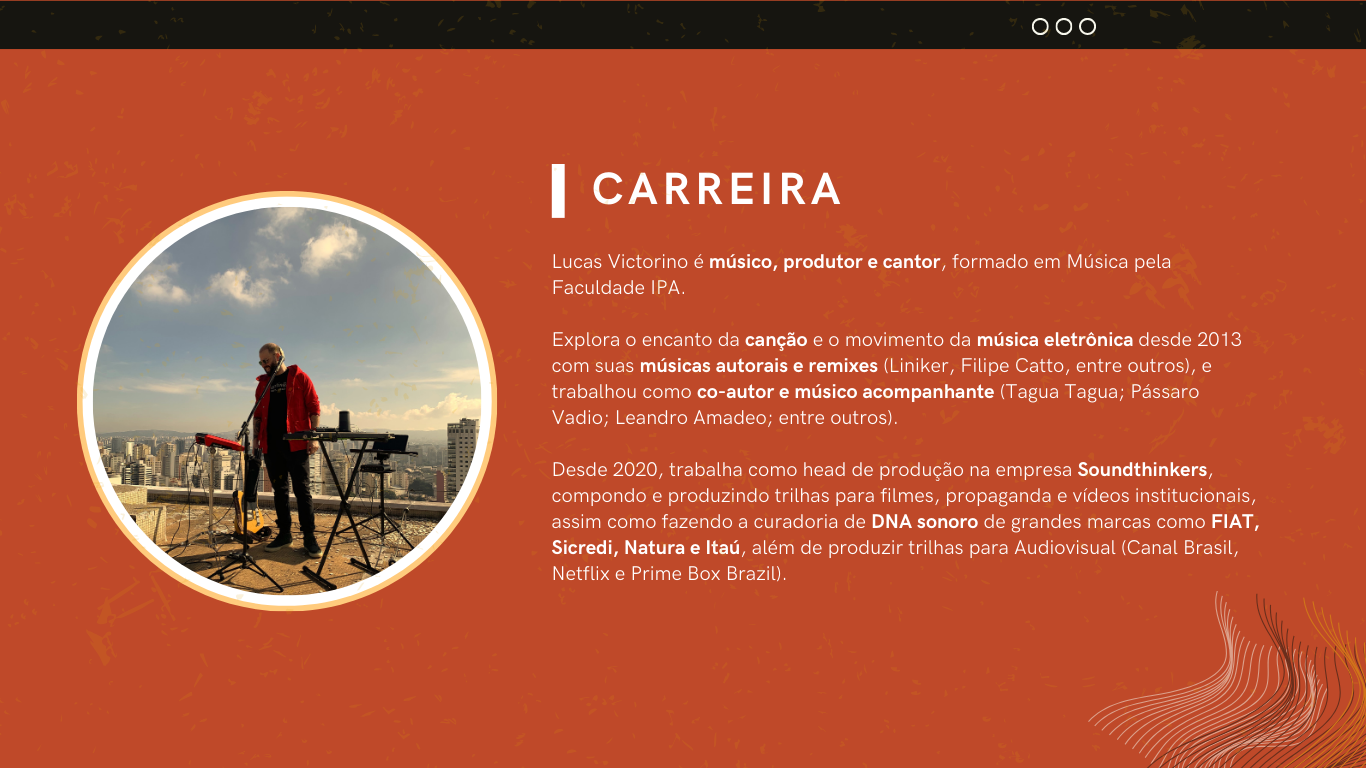 CARREIRA
Lucas Victorino é músico, produtor e cantor, formado em Música pela
Faculdade IPA.
Explora o encanto da canção e o movimento da música eletrônica desde 2013
com suas músicas autorais e remixes (Liniker, Filipe Catto, entre outros), e
trabalhou como co-autor e músico acompanhante (Tagua Tagua; Pássaro
Vadio; Leandro Amadeo; entre outros).
Desde 2020, trabalha como head de produção na empresa Soundthinkers,
compondo e produzindo trilhas para filmes, propaganda e vídeos institucionais,
assim como fazendo a curadoria de DNA sonoro de grandes marcas como FIAT,
Sicredi, Natura e Itaú, além de produzir trilhas para Audiovisual (Canal Brasil,
Netflix e Prime Box Brazil).